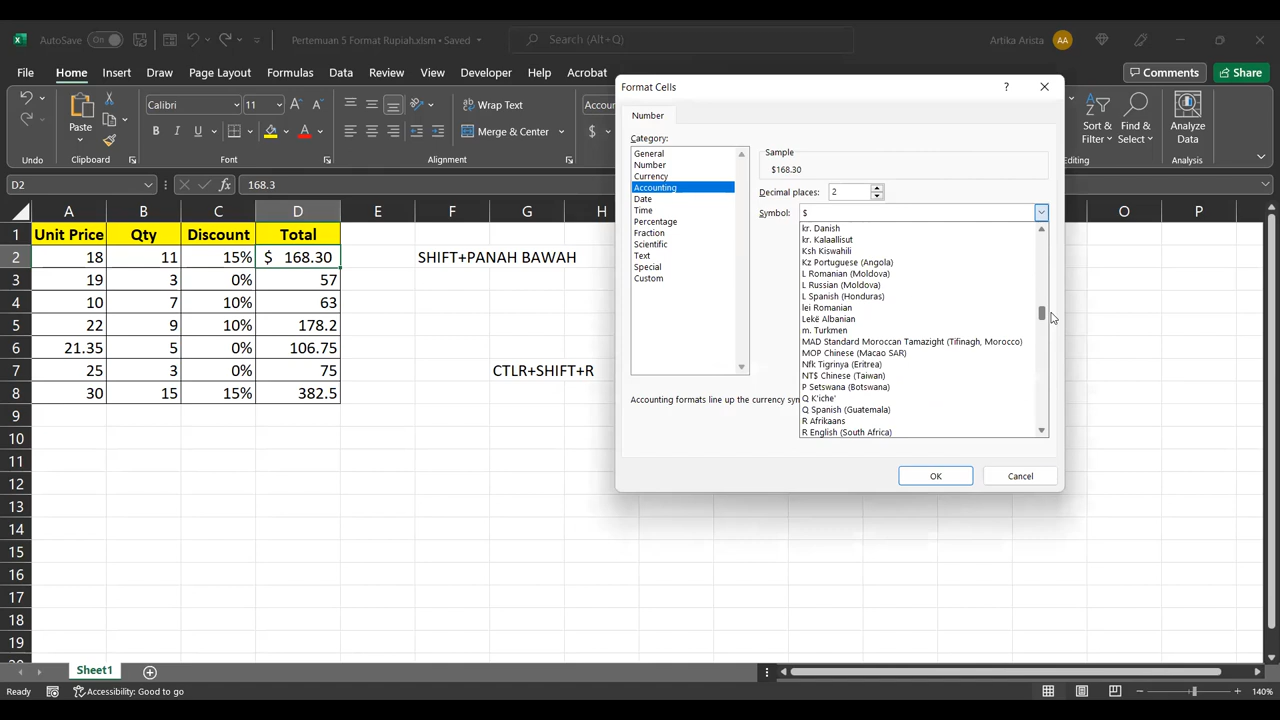 AutoSave On Pertemuan 5 Format Rupiah.xlsm • Saved Search (Alt+Q) Artika Arista AA
File Home Insert Draw Page Layout Formulas Data Review View Developer Help Acrobat Comments Share
Paste Calibri 11 Wrap Text Accou
B I U A Merge & Center $ Sort & Filter Find & Select Analyze Data
Undo Clipboard Font Alignment Editing Analysis
D2 fx 168.3
A B C D E F G H O P
1 Unit Price Qty Discount Total
2 18 11 15% $ 168.30 SHIFT+PANAH BAWAH
3 19 3 0% 57
4 10 7 10% 63
5 22 9 10% 178.2
6 21.35 5 0% 106.75
7 25 3 0% 75 CTLR+SHIFT+R
8 30 15 15% 382.5
9
10
11
12
13
14
15
16
17
18
19
Format Cells ?
Number
Category:
General
Number
Currency
Accounting
Date
Time
Percentage
Fraction
Scientific
Text
Special
Custom
Sample
$168.30
Decimal places: 2
Symbol: $
kr. Danish
kr. Kalaallisut
Ksh Kiswahili
Kz Portuguese (Angola)
L Romanian (Moldova)
L Russian (Moldova)
L Spanish (Honduras)
lei Romanian
Lekë Albanian
m. Turkmen
MAD Standard Moroccan Tamazight (Tifinagh, Morocco)
MOP Chinese (Macao SAR)
Nfk Tigrinya (Eritrea)
NT$ Chinese (Taiwan)
P Setswana (Botswana)
Q K'iche'
Q Spanish (Guatemala)
R Afrikaans
R English (South Africa)
Accounting formats line up the currency sym
OK Cancel
Sheet1
Ready Accessibility: Good to go 140%